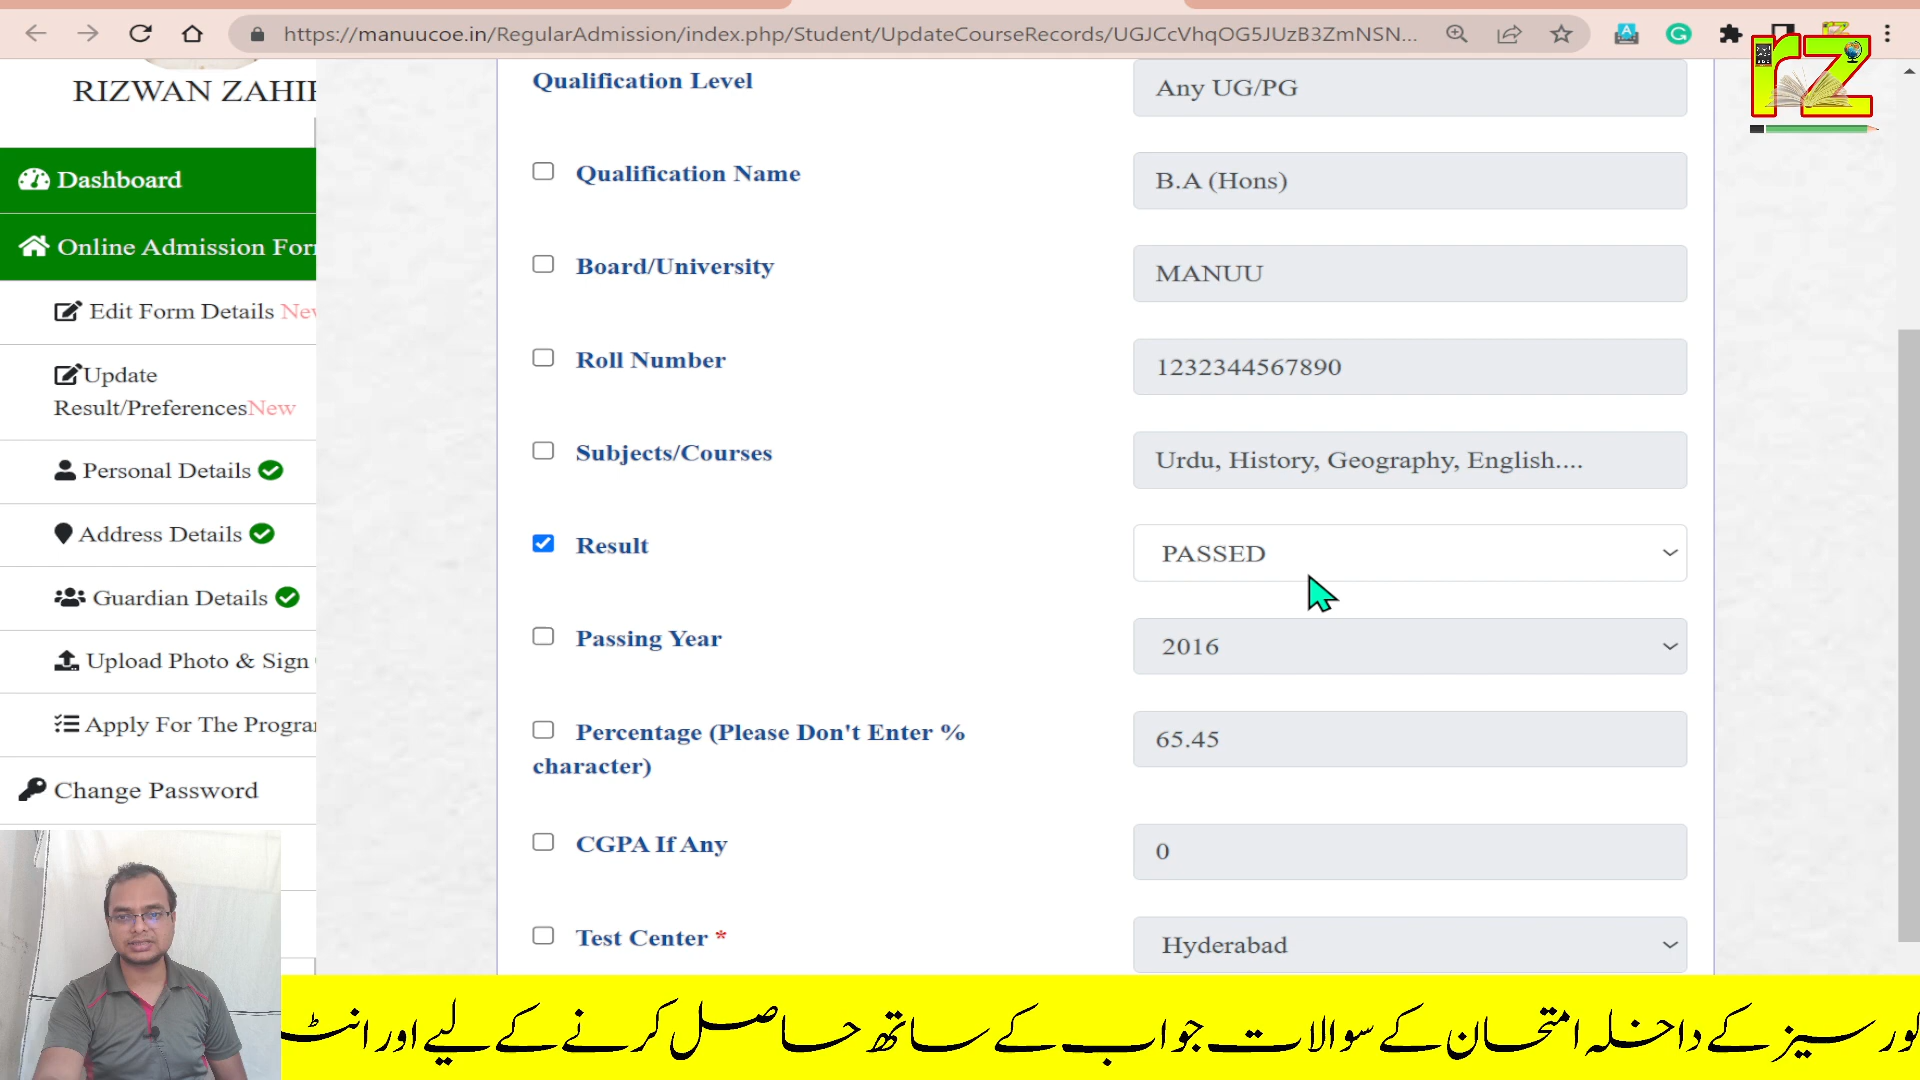 https://manuucoe.in/RegularAdmission/index.php/Student/UpdateCourseRecords/UGJCcVhqOG5JUzB3ZmNSN...
rz
RIZWAN ZAHI
Dashboard
Online Admission For
Edit Form Details New
Update
Result/PreferencesNew
Personal Details
Address Details
Guardian Details
Upload Photo & Sign
Apply For The Progra
Change Password
Qualification Level
Any UG/PG
Qualification Name
B.A (Hons)
Board/University
MANUU
Roll Number
1232344567890
Subjects/Courses
Urdu, History, Geography, English....
Result
PASSED
Passing Year
2016
Percentage (Please Don't Enter %
character)
65.45
CGPA If Any
0
Test Center *
Hyderabad
کورسیز کے داخلہ امتحان کے سوالات جواب کے ساتھ حاصل کرنے کے لیے اور انٹ